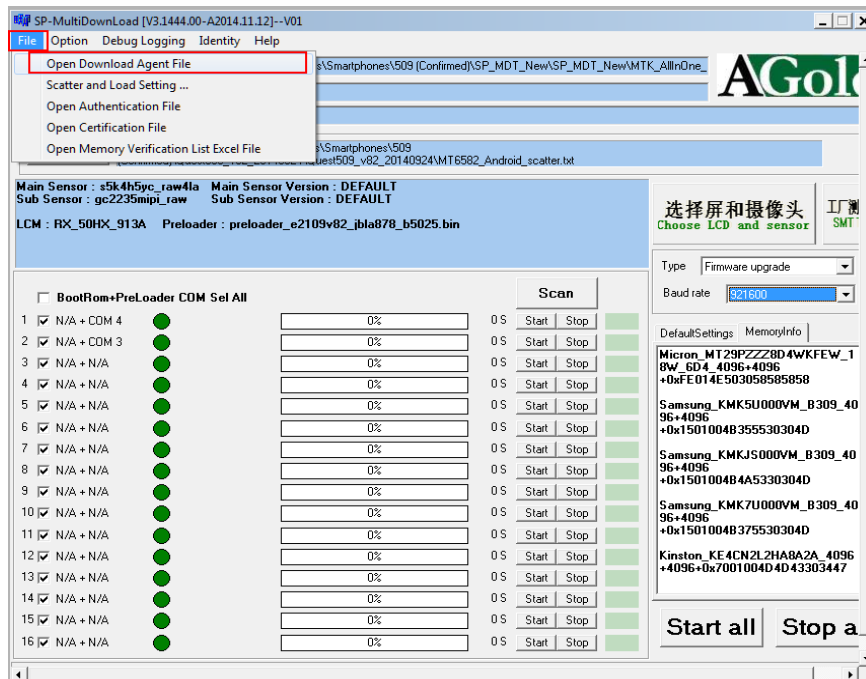 SP-MultiDownLoad [V3.1444.00-A2014.11.12]--V01
File Option Debug Logging Identity Help
Open Download Agent File
s\Smartphones\509 (Confirmed)\SP_MDT_New\SP_MDT_New\MTK_AllInOne_
Scatter and Load Setting ...
Open Authentication File
Open Certification File
Open Memory Verification List Excel File
s\Smartphones\509
uest509_v82_20140924\MT6582_Android_scatter.txt
AGol
Main Sensor : s5k4h5yc_raw4la Main Sensor Version : DEFAULT
Sub Sensor : gc2235mipi_raw Sub Sensor Version : DEFAULT
LCM : RX_50HX_913A Preloader : preloader_e2109v82_jbla878_b5025.bin
选择屏和摄像头
Choose LCD and sensor
工厂测
SMT
Type Firmware upgrade
Baud rate 921600
BootRom+PreLoader COM Sel All
Scan
1 N/A + COM 4 0% 0 S Start Stop
2 N/A + COM 3 0% 0 S Start Stop
3 N/A + N/A 0% 0 S Start Stop
4 N/A + N/A 0% 0 S Start Stop
5 N/A + N/A 0% 0 S Start Stop
6 N/A + N/A 0% 0 S Start Stop
7 N/A + N/A 0% 0 S Start Stop
8 N/A + N/A 0% 0 S Start Stop
9 N/A + N/A 0% 0 S Start Stop
10 N/A + N/A 0% 0 S Start Stop
11 N/A + N/A 0% 0 S Start Stop
12 N/A + N/A 0% 0 S Start Stop
13 N/A + N/A 0% 0 S Start Stop
14 N/A + N/A 0% 0 S Start Stop
15 N/A + N/A 0% 0 S Start Stop
16 N/A + N/A 0% 0 S Start Stop
DefaultSettings MemoryInfo
Micron_MT29PZZZ8D4WKFEW_1
8W_6D4_4096+4096
+0xFE014E503058585858
Samsung_KMK5U000VM_B309_40
96+4096
+0x1501004B355530304D
Samsung_KMKJS000VM_B309_40
96+4096
+0x1501004B4A5330304D
Samsung_KMK7U000VM_B309_40
96+4096
+0x1501004B375530304D
Kinston_KE4CN2L2HA8A2A_4096
+4096+0x7001004D4D43303447
Start all Stop a